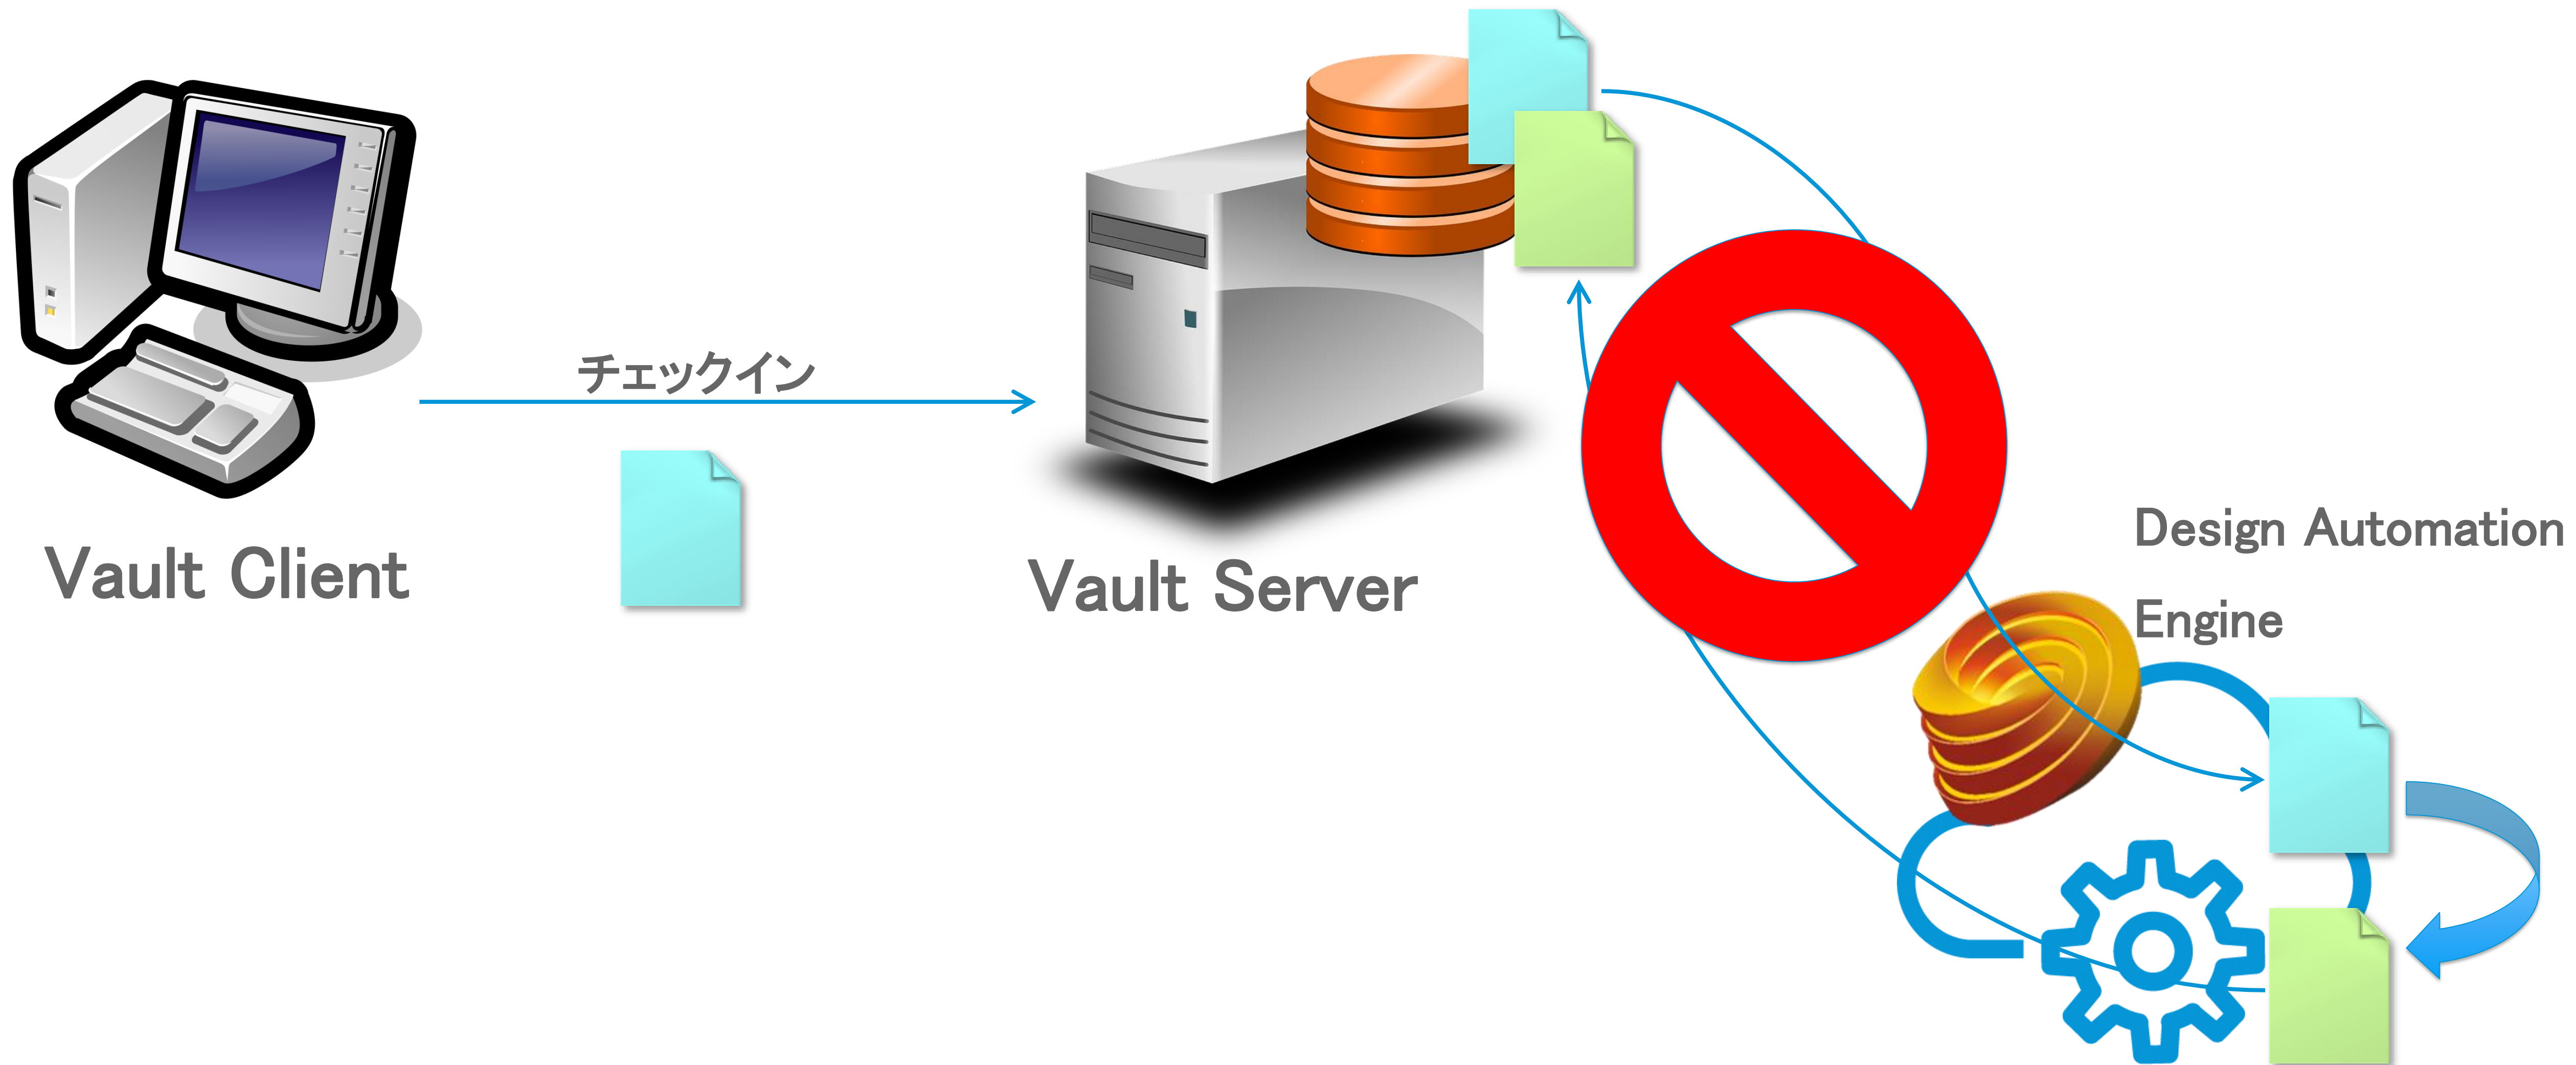 チェックイン
Vault Client
Vault Server
Design Automation
Engine